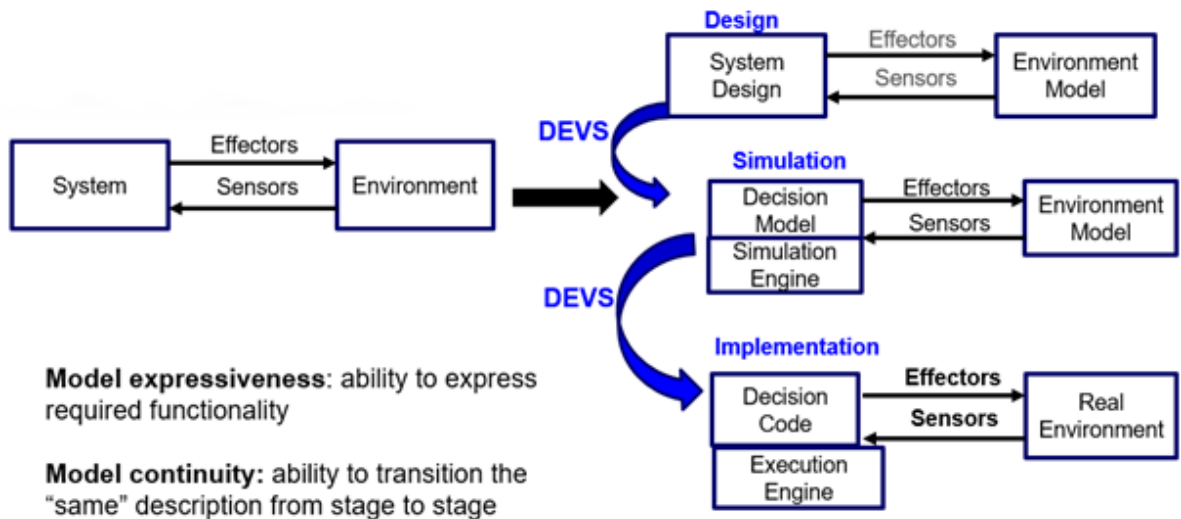 Effectors
System
Sensors
Environment
Model expressiveness: ability to express
required functionality
Model continuity: ability to transition the
“same” description from stage to stage
Design
System
Design
Effectors
Sensors
Environment
Model
DEVS
Simulation
Decision
Model
Simulation
Engine
Effectors
Sensors
Environment
Model
DEVS
Implementation
Decision
Code
Execution
Engine
Effectors
Sensors
Real
Environment